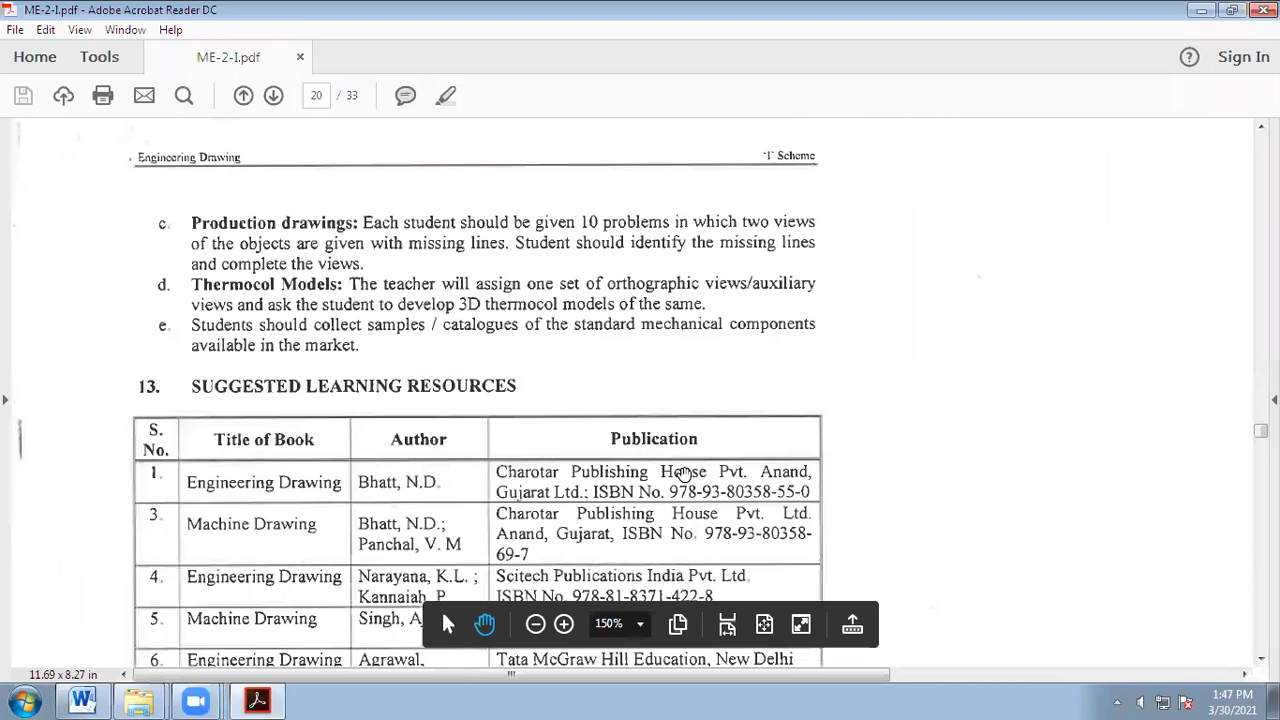 ME-2-I.pdf - Adobe Acrobat Reader DC
File Edit View Window Help
Home Tools ME-2-I.pdf × ? Sign In
20 / 33
Engineering Drawing 'I' Scheme
c. Production drawings: Each student should be given 10 problems in which two views
of the objects are given with missing lines. Student should identify the missing lines
and complete the views.
d. Thermocol Models: The teacher will assign one set of orthographic views/auxiliary
views and ask the student to develop 3D thermocol models of the same.
e. Students should collect samples / catalogues of the standard mechanical components
available in the market.
13. SUGGESTED LEARNING RESOURCES
S.
No.
Title of Book
Author
Publication
1.
Engineering Drawing
Bhatt, N.D.
Charotar Publishing House Pvt. Anand,
Gujarat Ltd.; ISBN No. 978-93-80358-55-0
3.
Machine Drawing
Bhatt, N.D.;
Panchal, V. M
Charotar Publishing House Pvt. Ltd.
Anand, Gujarat, ISBN No. 978-93-80358-
69-7
4.
Engineering Drawing
Narayana, K.L. ;
Kannaiah, P.
Scitech Publications India Pvt. Ltd.
ISBN No. 978-81-8371-422-8
5.
Machine Drawing
Singh,
6.
Engineering Drawing
Agrawal,
Tata McGraw Hill Education, New Delhi
150%
11.69 x 8.27 in
1:47 PM
3/30/2021